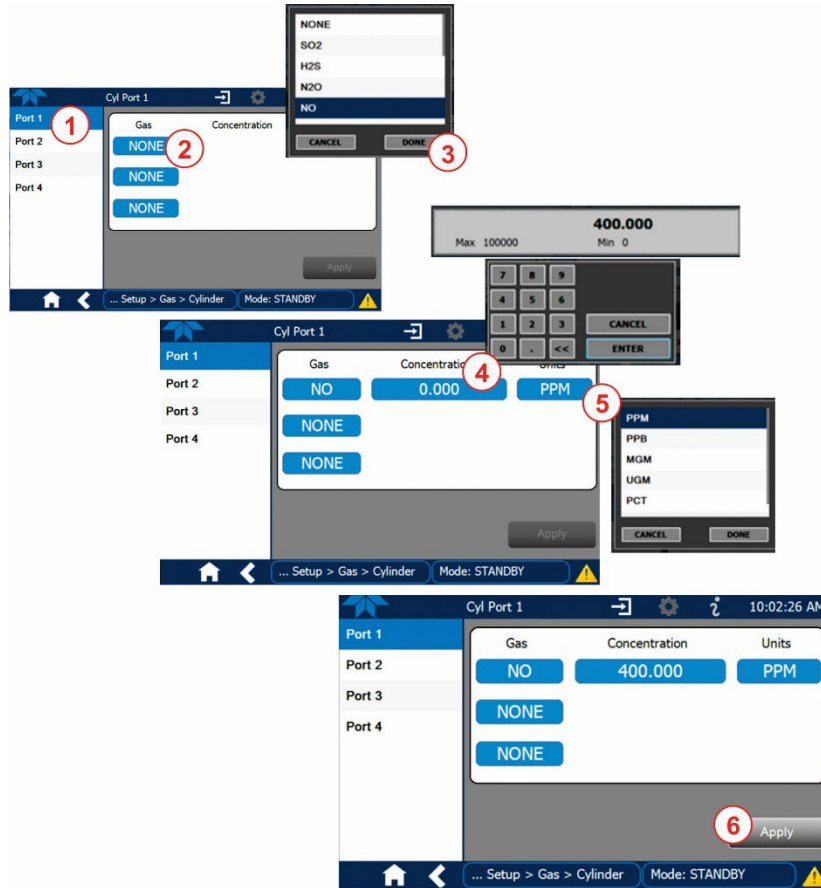 NONE
SO2
H2S
N2O
NO
CANCEL DONE
3
Cyl Port 1
Port 1
Port 2
Port 3
Port 4
1
Gas Concentration
NONE
2
NONE
NONE
Apply
... Setup > Gas > Cylinder Mode: STANDBY
400.000
Max 100000 Min 0
7 8 9
4 5 6
1 2 3 CANCEL
0 . << ENTER
Cyl Port 1
Port 1
Port 2
Port 3
Port 4
Gas Concentratio Units
4
NO 0.000 PPM
5
NONE
NONE
Apply
... Setup > Gas > Cylinder Mode: STANDBY
PPM
PPB
MGM
UGM
PCT
CANCEL DONE
Cyl Port 1 i 10:02:26 AM
Port 1
Port 2
Port 3
Port 4
Gas Concentration Units
NO 400.000 PPM
NONE
NONE
6
Apply
... Setup > Gas > Cylinder Mode: STANDBY